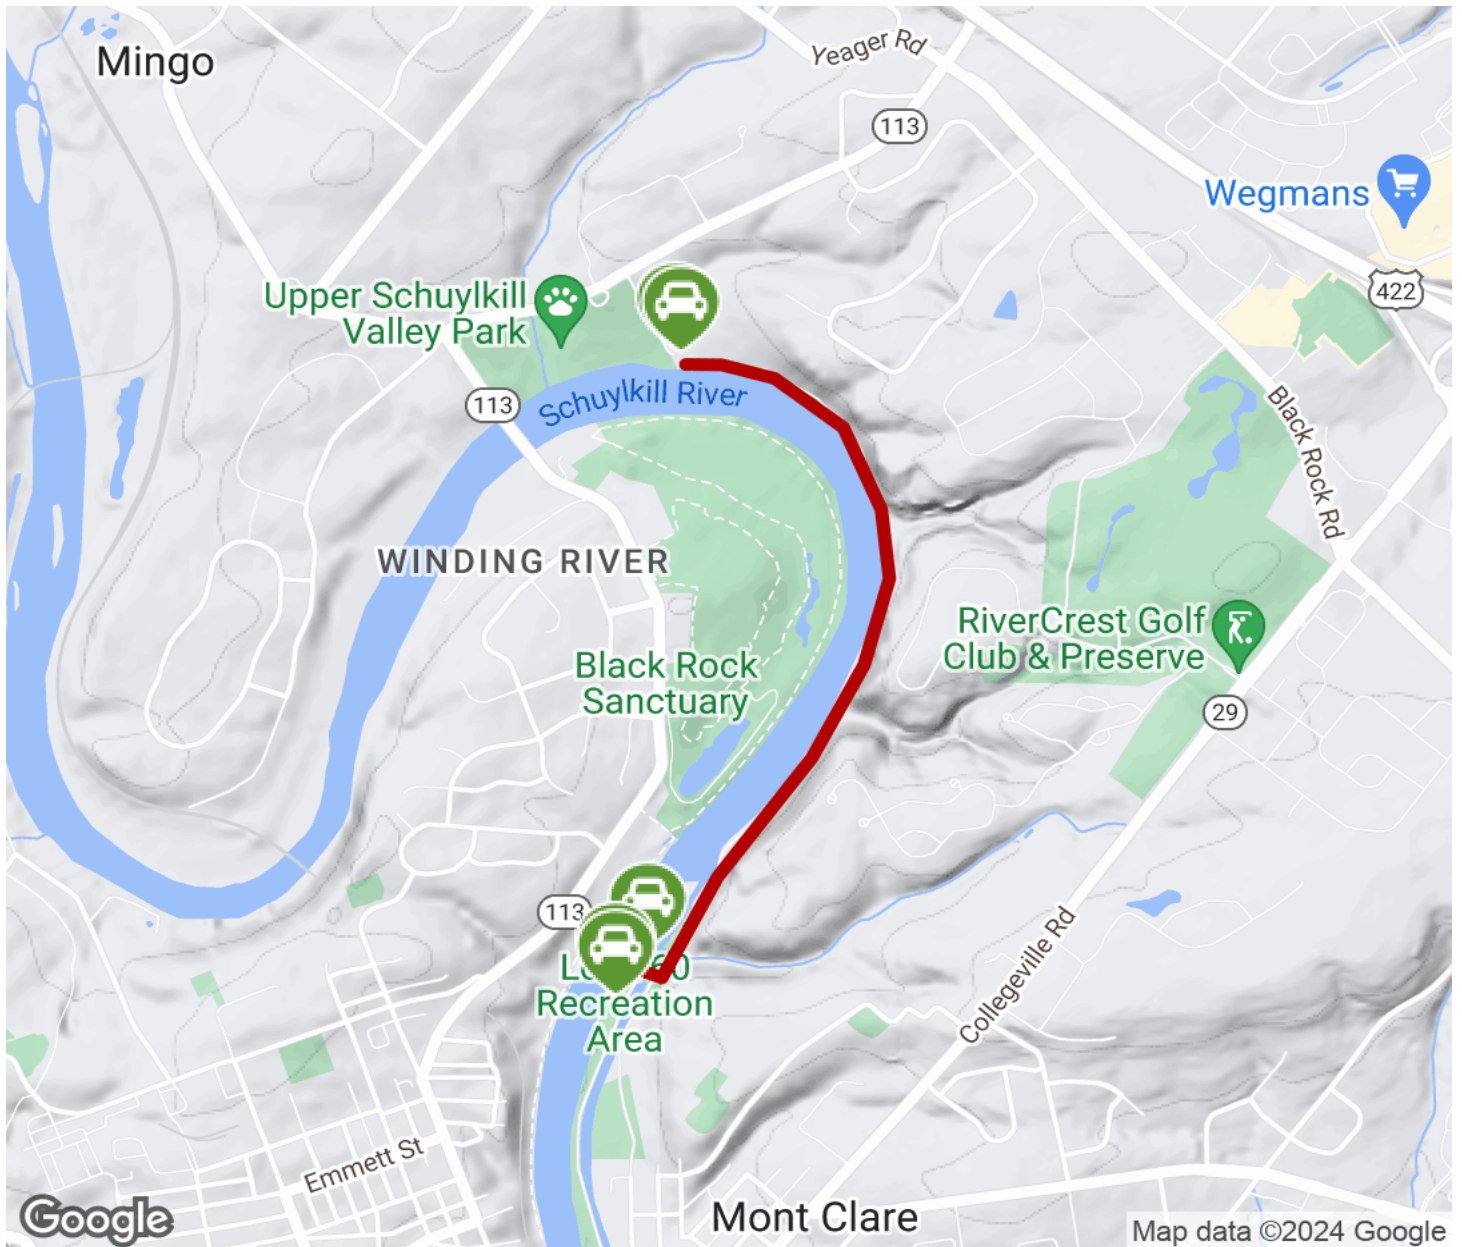 Mingo
Yeager Rd
113
Wegmans
422
Upper Schuylkill
Valley Park
113
Schuylkill River
Black Rock Rd
WINDING RIVER
RiverCrest Golf
Club & Preserve
Black Rock
Sanctuary
29
113
60
Recreation
Area
Collegeville Rd
Emmett St
Mont Clare
Google
Map data ©2024 Google